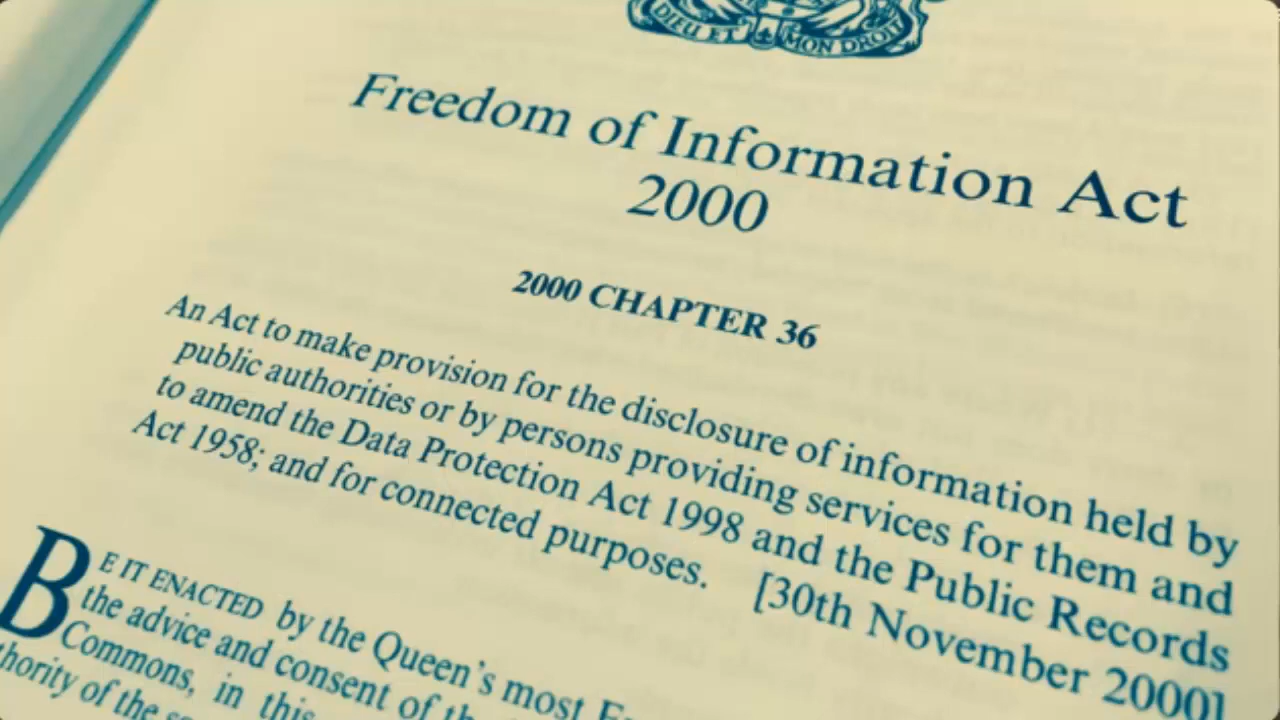 DIEU ET MON DROIT
Freedom of Information Act
2000
2000 CHAPTER 36
An Act to make provision for the disclosure of information held by
public authorities or by persons providing services for them and
to amend the Data Protection Act 1998 and the Public Records
Act 1958; and for connected purposes. [30th November 2000]
BE IT ENACTED by the Queen's most
the advice and consent of
Commons, in this
of the